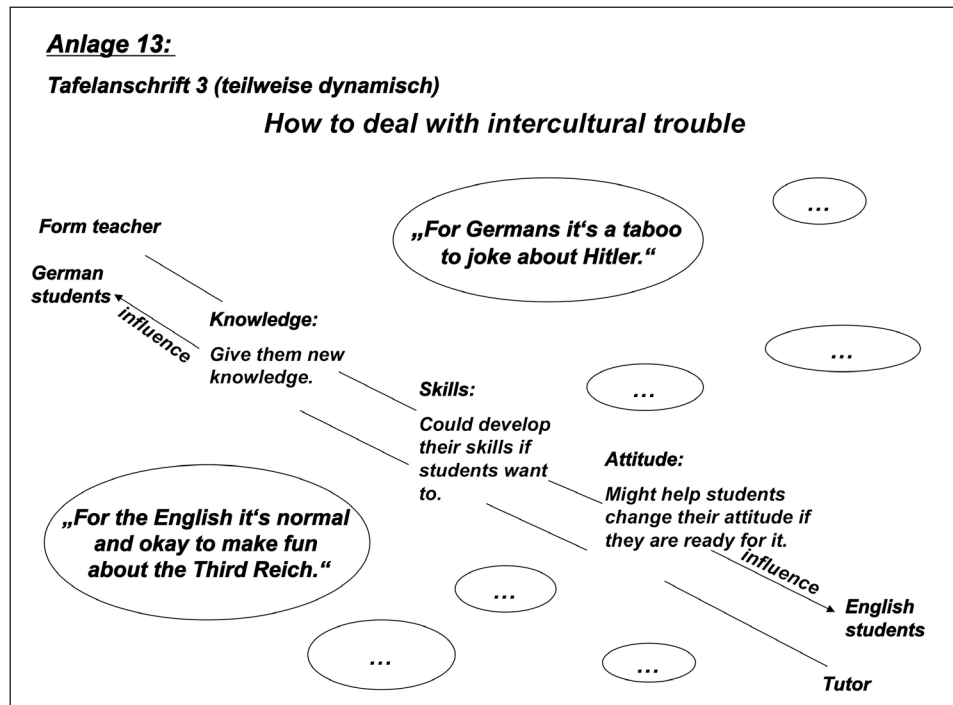 Anlage 13:
Tafelanschrift 3 (teilweise dynamisch)
How to deal with intercultural trouble
...
„For Germans it‘s a taboo
to joke about Hitler.“
Form teacher
German
students
influence
Knowledge:
Give them new
knowledge.
...
...
Skills:
Could develop
their skills if
students want
to.
Attitude:
Might help students
change their attitude if
they are ready for it.
influence
„For the English it‘s normal
and okay to make fun
about the Third Reich.“
English
students
...
...
...
Tutor